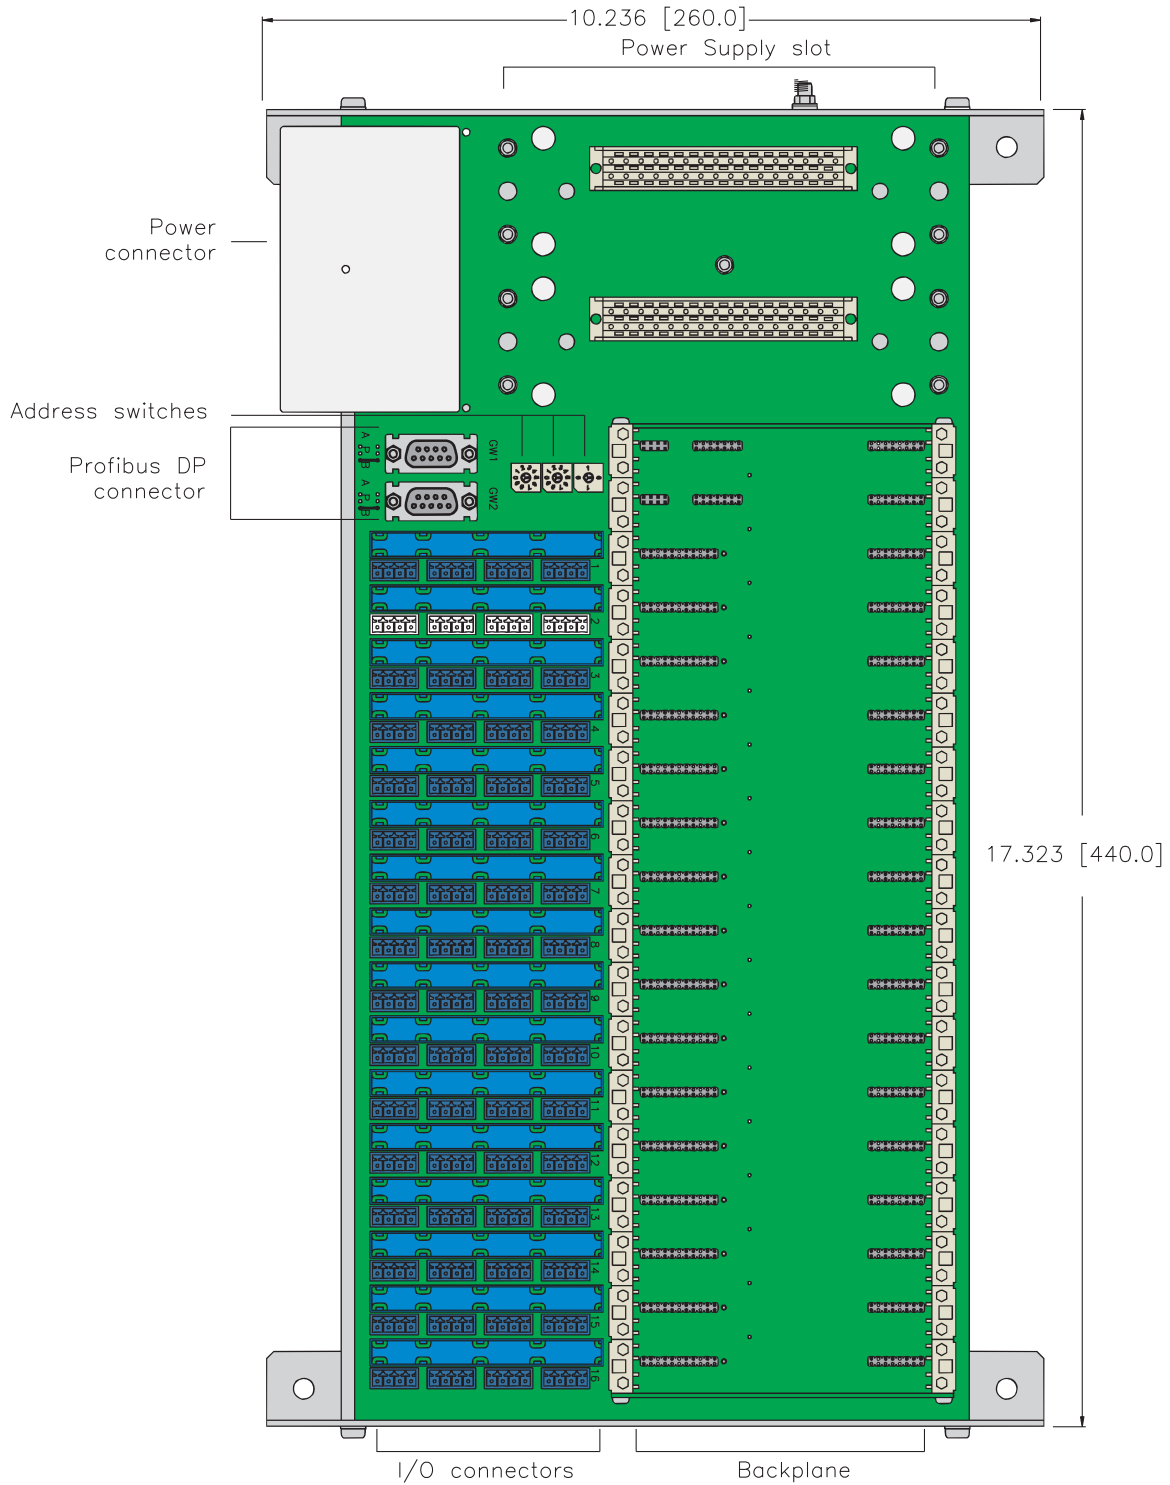 10.236 [260.0]
Power Supply slot
Power
connector
Address switches
Profibus DP
connector
A
P
B
GW1
A
P
B
GW2
1
2
3
4
5
6
7
8
9
10
11
12
13
14
15
16
17.323 [440.0]
I/O connectors
Backplane